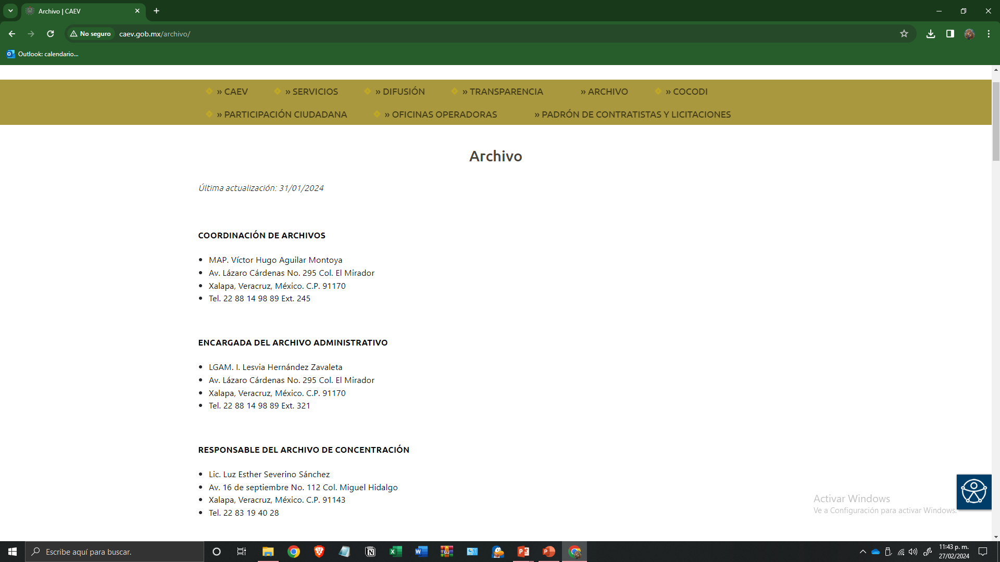 Archivo | CAEV
No seguro
caev.gob.mx/archivo/
Outlook: calendario...
» CAEV
» SERVICIOS
» DIFUSIÓN
» TRANSPARENCIA
» ARCHIVO
» COCODI
» PARTICIPACIÓN CIUDADANA
» OFICINAS OPERADORAS
» PADRÓN DE CONTRATISTAS Y LICITACIONES
Archivo
Última actualización: 31/01/2024
COORDINACIÓN DE ARCHIVOS
MAP. Víctor Hugo Aguilar Montoya
Av. Lázaro Cárdenas No. 295 Col. El Mirador
Xalapa, Veracruz, México. C.P. 91170
Tel. 22 88 14 98 89 Ext. 245
ENCARGADA DEL ARCHIVO ADMINISTRATIVO
LGAM. I. Lesvia Hernández Zavaleta
Av. Lázaro Cárdenas No. 295 Col. El Mirador
Xalapa, Veracruz, México. C.P. 91170
Tel. 22 88 14 98 89 Ext. 321
RESPONSABLE DEL ARCHIVO DE CONCENTRACIÓN
Lic. Luz Esther Severino Sánchez
Av. 16 de septiembre No. 112 Col. Miguel Hidalgo
Xalapa, Veracruz, México. C.P. 91143
Tel. 22 83 19 40 28
Activar Windows
Ve a Configuración para activar Windows.
Escribe aquí para buscar.
11:43 p. m.
27/02/2024